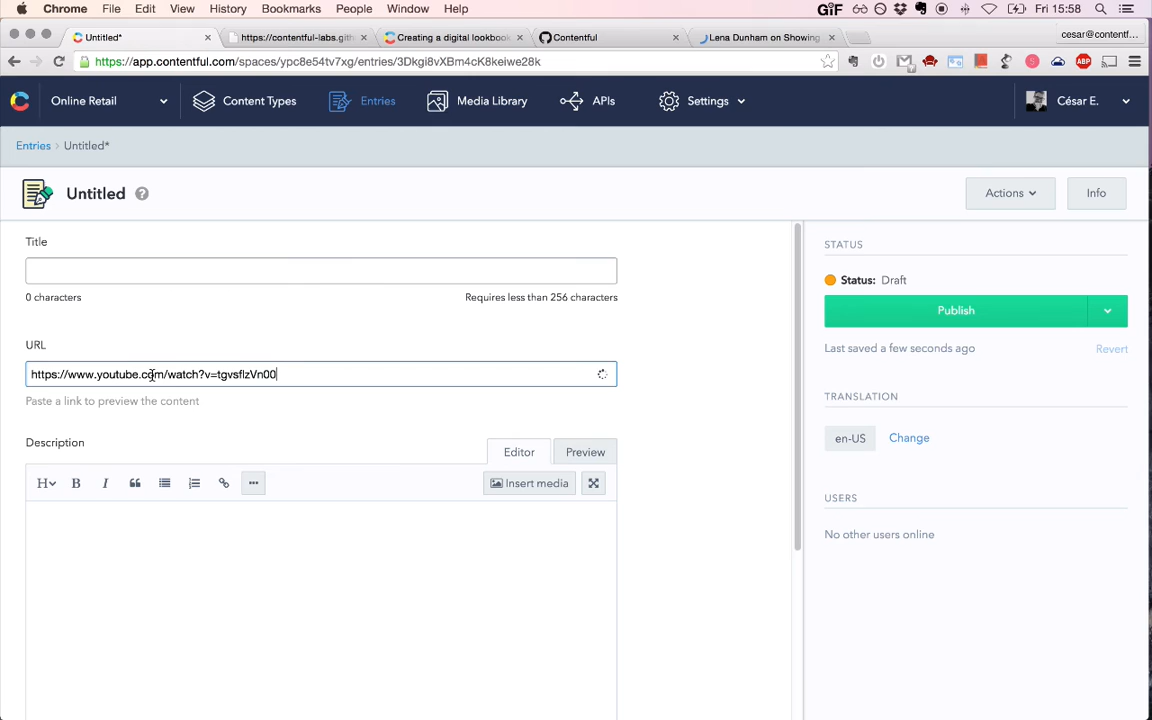 Chrome File Edit View History Bookmarks People Window Help GIF Fri 15:58
Untitled* https://contentful-labs.gith Creating a digital lookbook. Contentful Lena Dunham on Showing cesar@contentf...
https://app.contentful.com/spaces/ypc8e54tv7xg/entries/3Dkgi8vXBm4cK8keiwe28k ABP
Online Retail Content Types Entries Media Library APIs Settings César E.
Entries > Untitled*
Untitled ? Actions Info
Title
0 characters Requires less than 256 characters
URL
https://www.youtube.com/watch?v=tgvsflzVn00
Paste a link to preview the content
Description Editor Preview
H B I Insert media
STATUS
Status: Draft
Publish
Last saved a few seconds ago Revert
TRANSLATION
en-US Change
USERS
No other users online